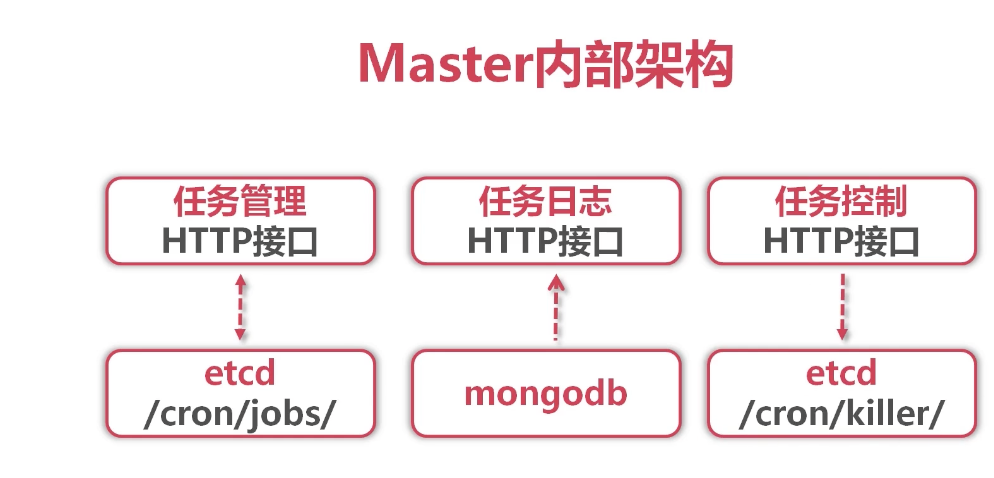 Master内部架构
任务管理
HTTP接口
任务日志
HTTP接口
任务控制
HTTP接口
etcd
/cron/jobs/
mongodb
etcd
/cron/killer/